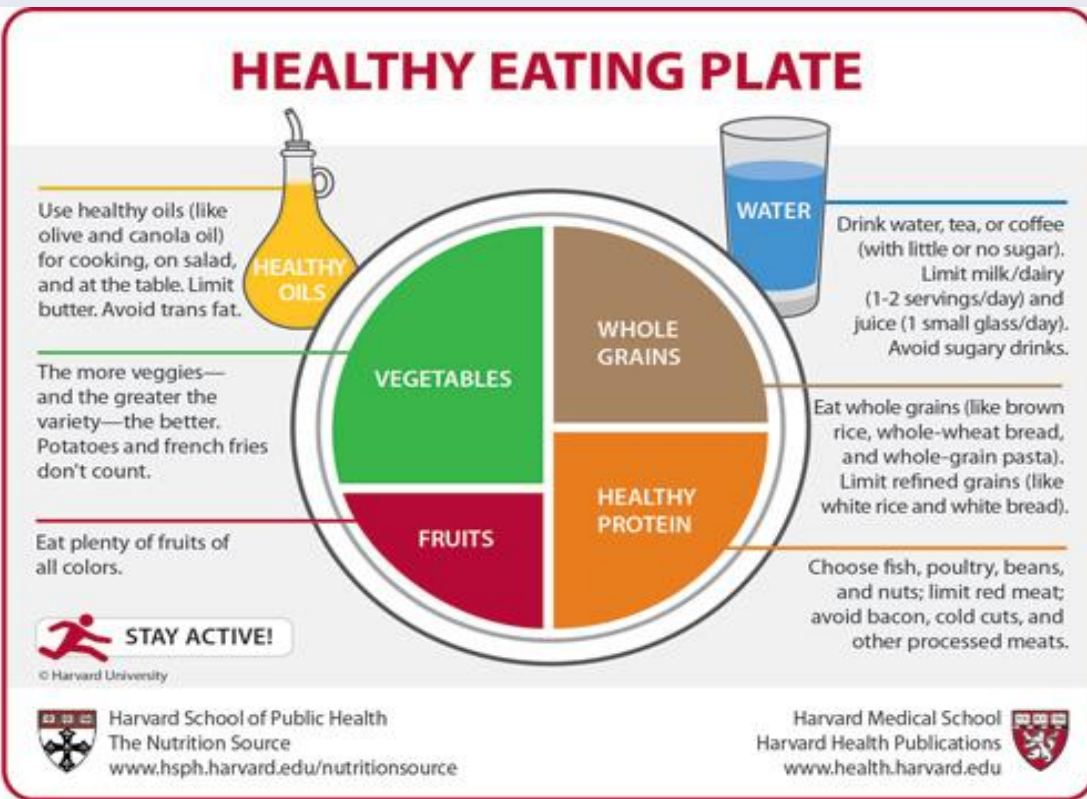 HEALTHY EATING PLATE
Use healthy oils (like
olive and canola oil)
for cooking, on salad,
and at the table. Limit
butter. Avoid trans fat.
HEALTHY
OILS
The more veggies—
and the greater the
variety—the better.
Potatoes and french fries
don't count.
Eat plenty of fruits of
all colors.
VEGETABLES
FRUITS
WHOLE
GRAINS
HEALTHY
PROTEIN
WATER
Drink water, tea, or coffee
(with little or no sugar).
Limit milk/dairy
(1-2 servings/day) and
juice (1 small glass/day).
Avoid sugary drinks.
Eat whole grains (like brown
rice, whole-wheat bread,
and whole-grain pasta).
Limit refined grains (like
white rice and white bread).
Choose fish, poultry, beans,
and nuts; limit red meat;
avoid bacon, cold cuts, and
other processed meats.
STAY ACTIVE!
© Harvard University
Harvard School of Public Health
The Nutrition Source
www.hsph.harvard.edu/nutritionsource
Harvard Medical School
Harvard Health Publications
www.health.harvard.edu